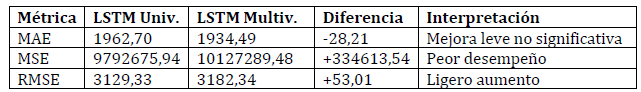 Métrica LSTM Univ. LSTM Multiv. Diferencia Interpretación
MAE 1962,70 1934,49 -28,21 Mejora leve no significativa
MSE 9792675,94 10127289,48 +334613,54 Peor desempeño
RMSE 3129,33 3182,34 +53,01 Ligero aumento